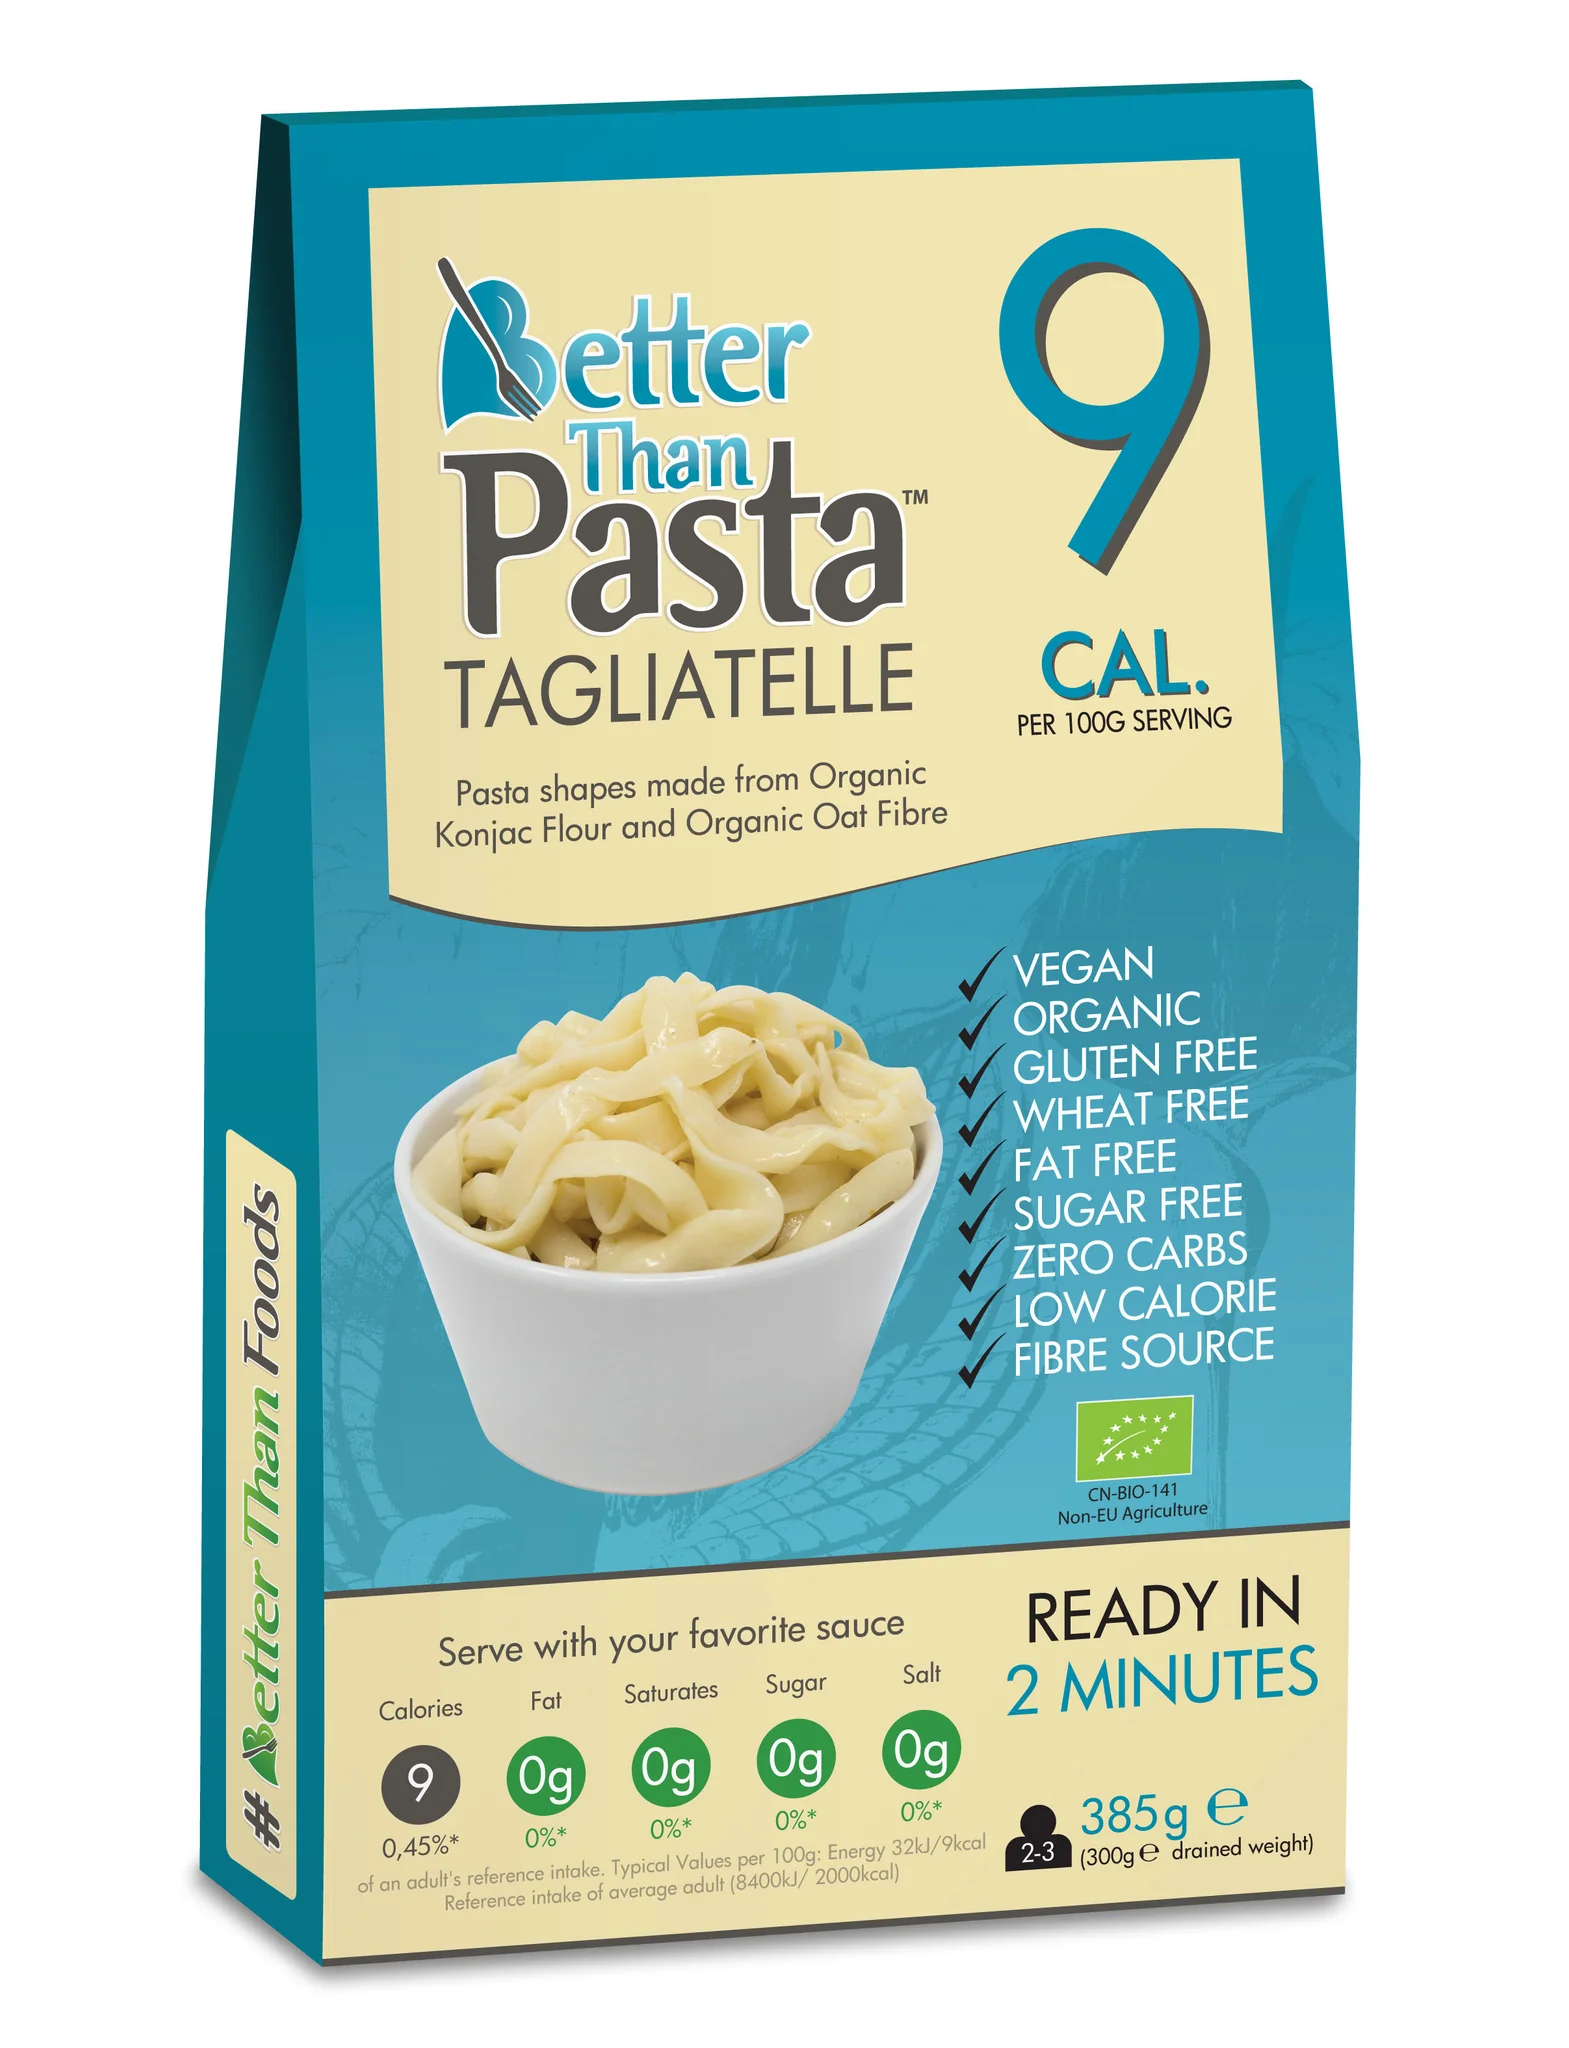 Better
Than
Pasta™
TAGLIATELLE
Pasta shapes made from Organic
Konjac Flour and Organic Oat Fibre
9
CAL.
PER 100G SERVING
VEGAN
ORGANIC
GLUTEN FREE
WHEAT FREE
FAT FREE
SUGAR FREE
ZERO CARBS
LOW CALORIE
FIBRE SOURCE
CN-BIO-141
Non-EU Agriculture
# Better Than Foods
Serve with your favorite sauce
Calories Fat Saturates Sugar Salt
9 0g 0g 0g 0g
0,45%* 0%* 0%* 0%* 0%*
of an adult's reference intake. Typical Values per 100g: Energy 32kJ/9kcal
Reference intake of average adult (8400kJ/ 2000kcal)
READY IN
2 MINUTES
2-3
385g ℮
(300g ℮ drained weight)